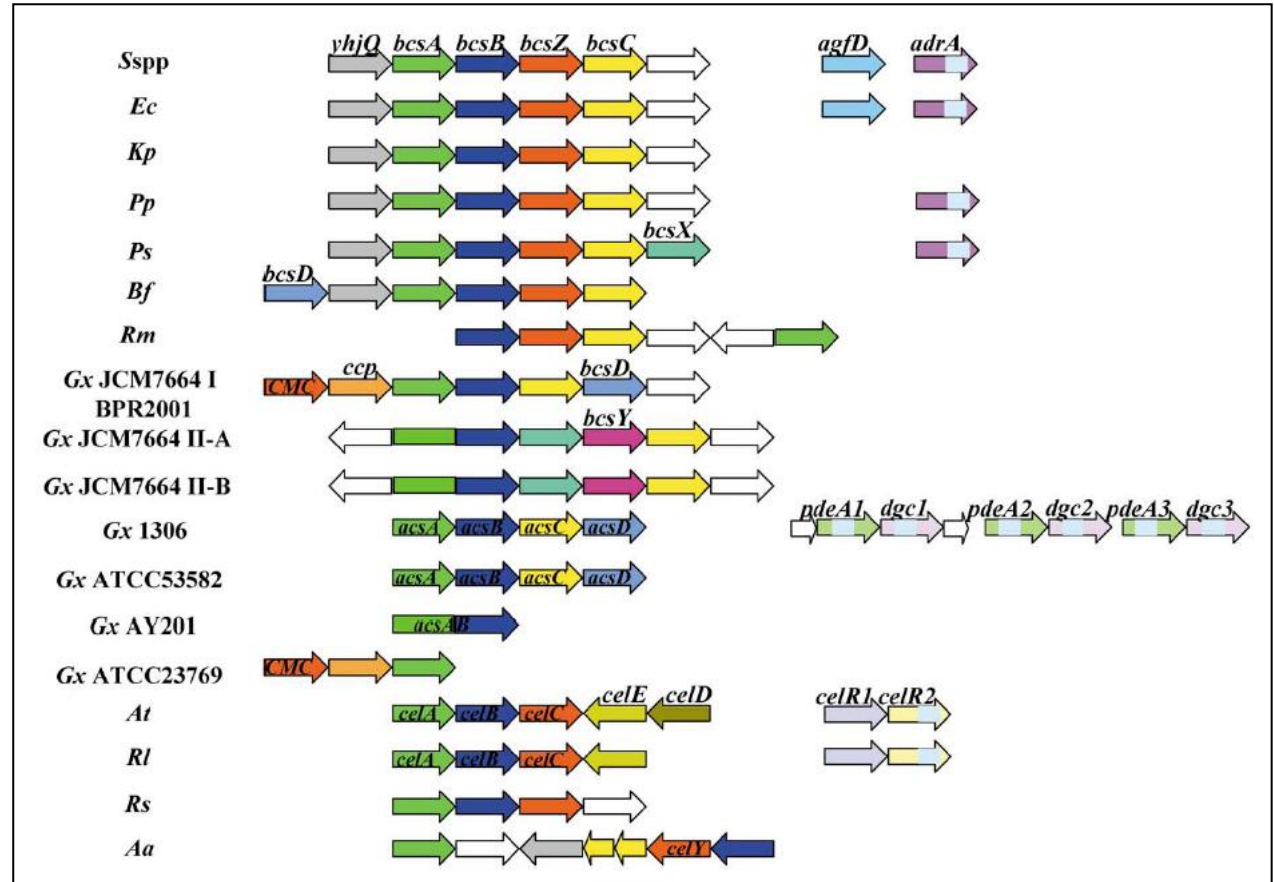 yhjQ bcsA bcsB bcsZ bcsC agfD adrA
Sspp
Ec
Kp
Pp
Ps bcsX
bcsD
Bf
Rm
Gx JCM7664 I CMC ccp bcsD
BPR2001
Gx JCM7664 II-A bcsY
Gx JCM7664 II-B
Gx 1306 acsA acsB acsC acsD pdeA1 dgc1 pdeA2 dgc2 pdeA3 dgc3
Gx ATCC53582 acsA acsB acsC acsD
Gx AY201 acsAB
Gx ATCC23769 CMC
At celA celB celC celE celD celR1 celR2
Rl celA celB celC
Rs
Aa celY